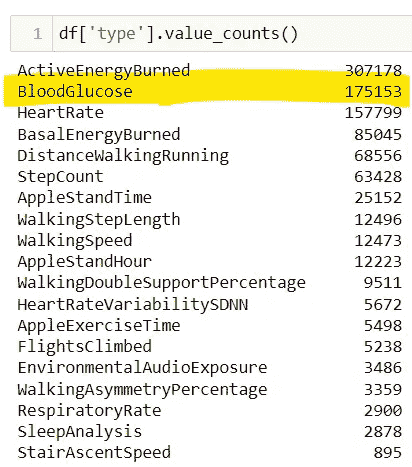 1 df['type'].value_counts()
ActiveEnergyBurned 307178
BloodGlucose 175153
HeartRate 157799
BasalEnergyBurned 85045
DistanceWalkingRunning 68556
StepCount 63428
AppleStandTime 25152
WalkingStepLength 12496
WalkingSpeed 12473
AppleStandHour 12223
WalkingDoubleSupportPercentage 9511
HeartRateVariabilitySDNN 5672
AppleExerciseTime 5498
FlightsClimbed 5238
EnvironmentalAudioExposure 3486
WalkingAsymmetryPercentage 3359
RespiratoryRate 2900
SleepAnalysis 2878
StairAscentSpeed 895